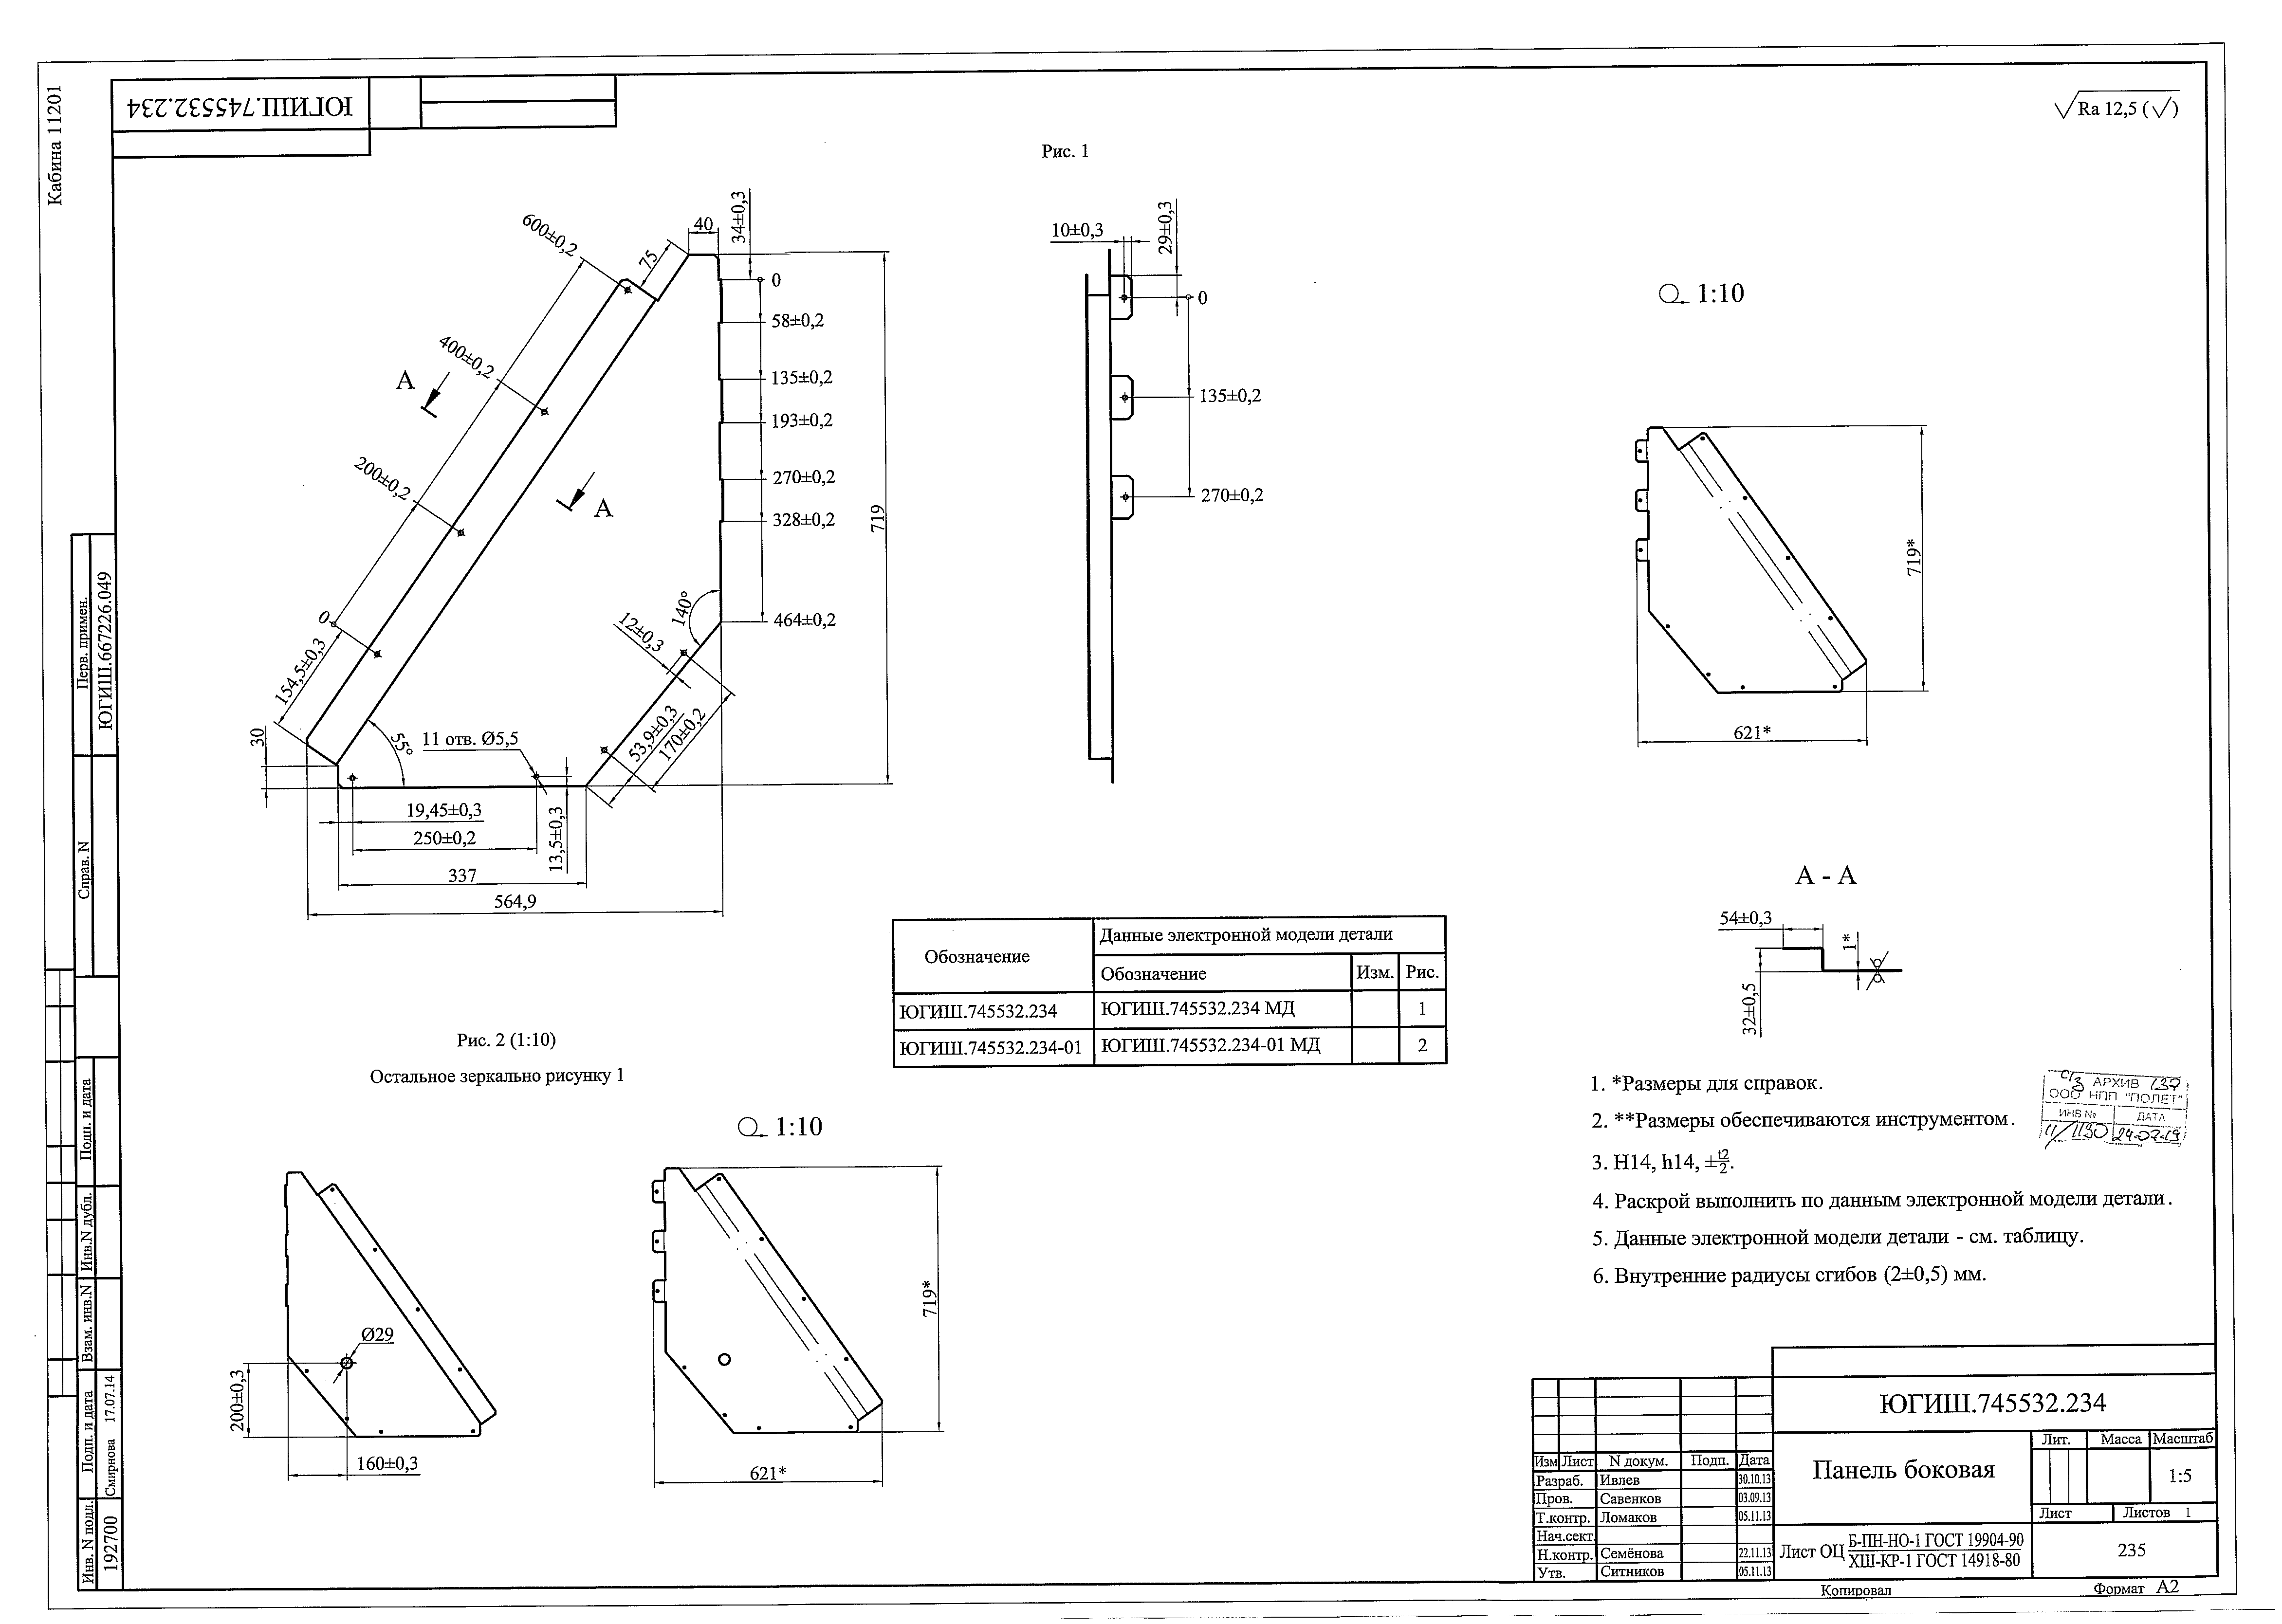 Кабина 11201
ЮГИШ.745532.234
Ra 12,5 (√)
Рис. 1
600±0,2
75
40
34±0,3
0
58±0,2
135±0,2
193±0,2
270±0,2
328±0,2
464±0,2
719
400±0,2
А
200±0,2
А
0
154,5±0,3
30
55°
11 отв. Ø5,5
140°
12±0,3
53,9±0,3
170±0,2
19,45±0,3
250±0,2
13,5±0,3
337
564,9
10±0,3
29±0,3
0
135±0,2
270±0,2
1:10
719*
621*
А - А
54±0,3
1*
32±0,5
Обозначение
Данные электронной модели детали
Обозначение
Изм.
Рис.
ЮГИШ.745532.234
ЮГИШ.745532.234 МД
1
ЮГИШ.745532.234-01
ЮГИШ.745532.234-01 МД
2
Рис. 2 (1:10)
Остальное зеркально рисунку 1
1:10
Ø29
200±0,3
160±0,3
719*
621*
1. *Размеры для справок.
2. **Размеры обеспечиваются инструментом.
3. Н14, h14, ±t2/2.
4. Раскрой выполнить по данным электронной модели детали.
5. Данные электронной модели детали - см. таблицу.
6. Внутренние радиусы сгибов (2±0,5) мм.
АРХИВ 137
ООО НПП "ПОЛЕТ"
ИНВ № ДАТА
11/1130 24.07.19
Перв. примен.
ЮГИШ.667226.049
Справ. N
Подп. и дата
Инв.N дубл.
Взам. инв.N
Подп. и дата
Смирнова 17.07.14
Инв. N подл.
192700
ЮГИШ.745532.234
Изм Лист N докум. Подп. Дата
Разраб. Ивлев 30.10.13
Пров. Савенков 03.09.13
Т.контр. Ломаков 05.11.13
Нач.сект.
Н.контр. Семёнова 22.11.13
Утв. Ситников 05.11.13
Панель боковая
Лит. Масса Масштаб
1:5
Лист Листов 1
Лист ОЦ Б-ПН-НО-1 ГОСТ 19904-90
ХШ-КР-1 ГОСТ 14918-80
235
Копировал
Формат А2